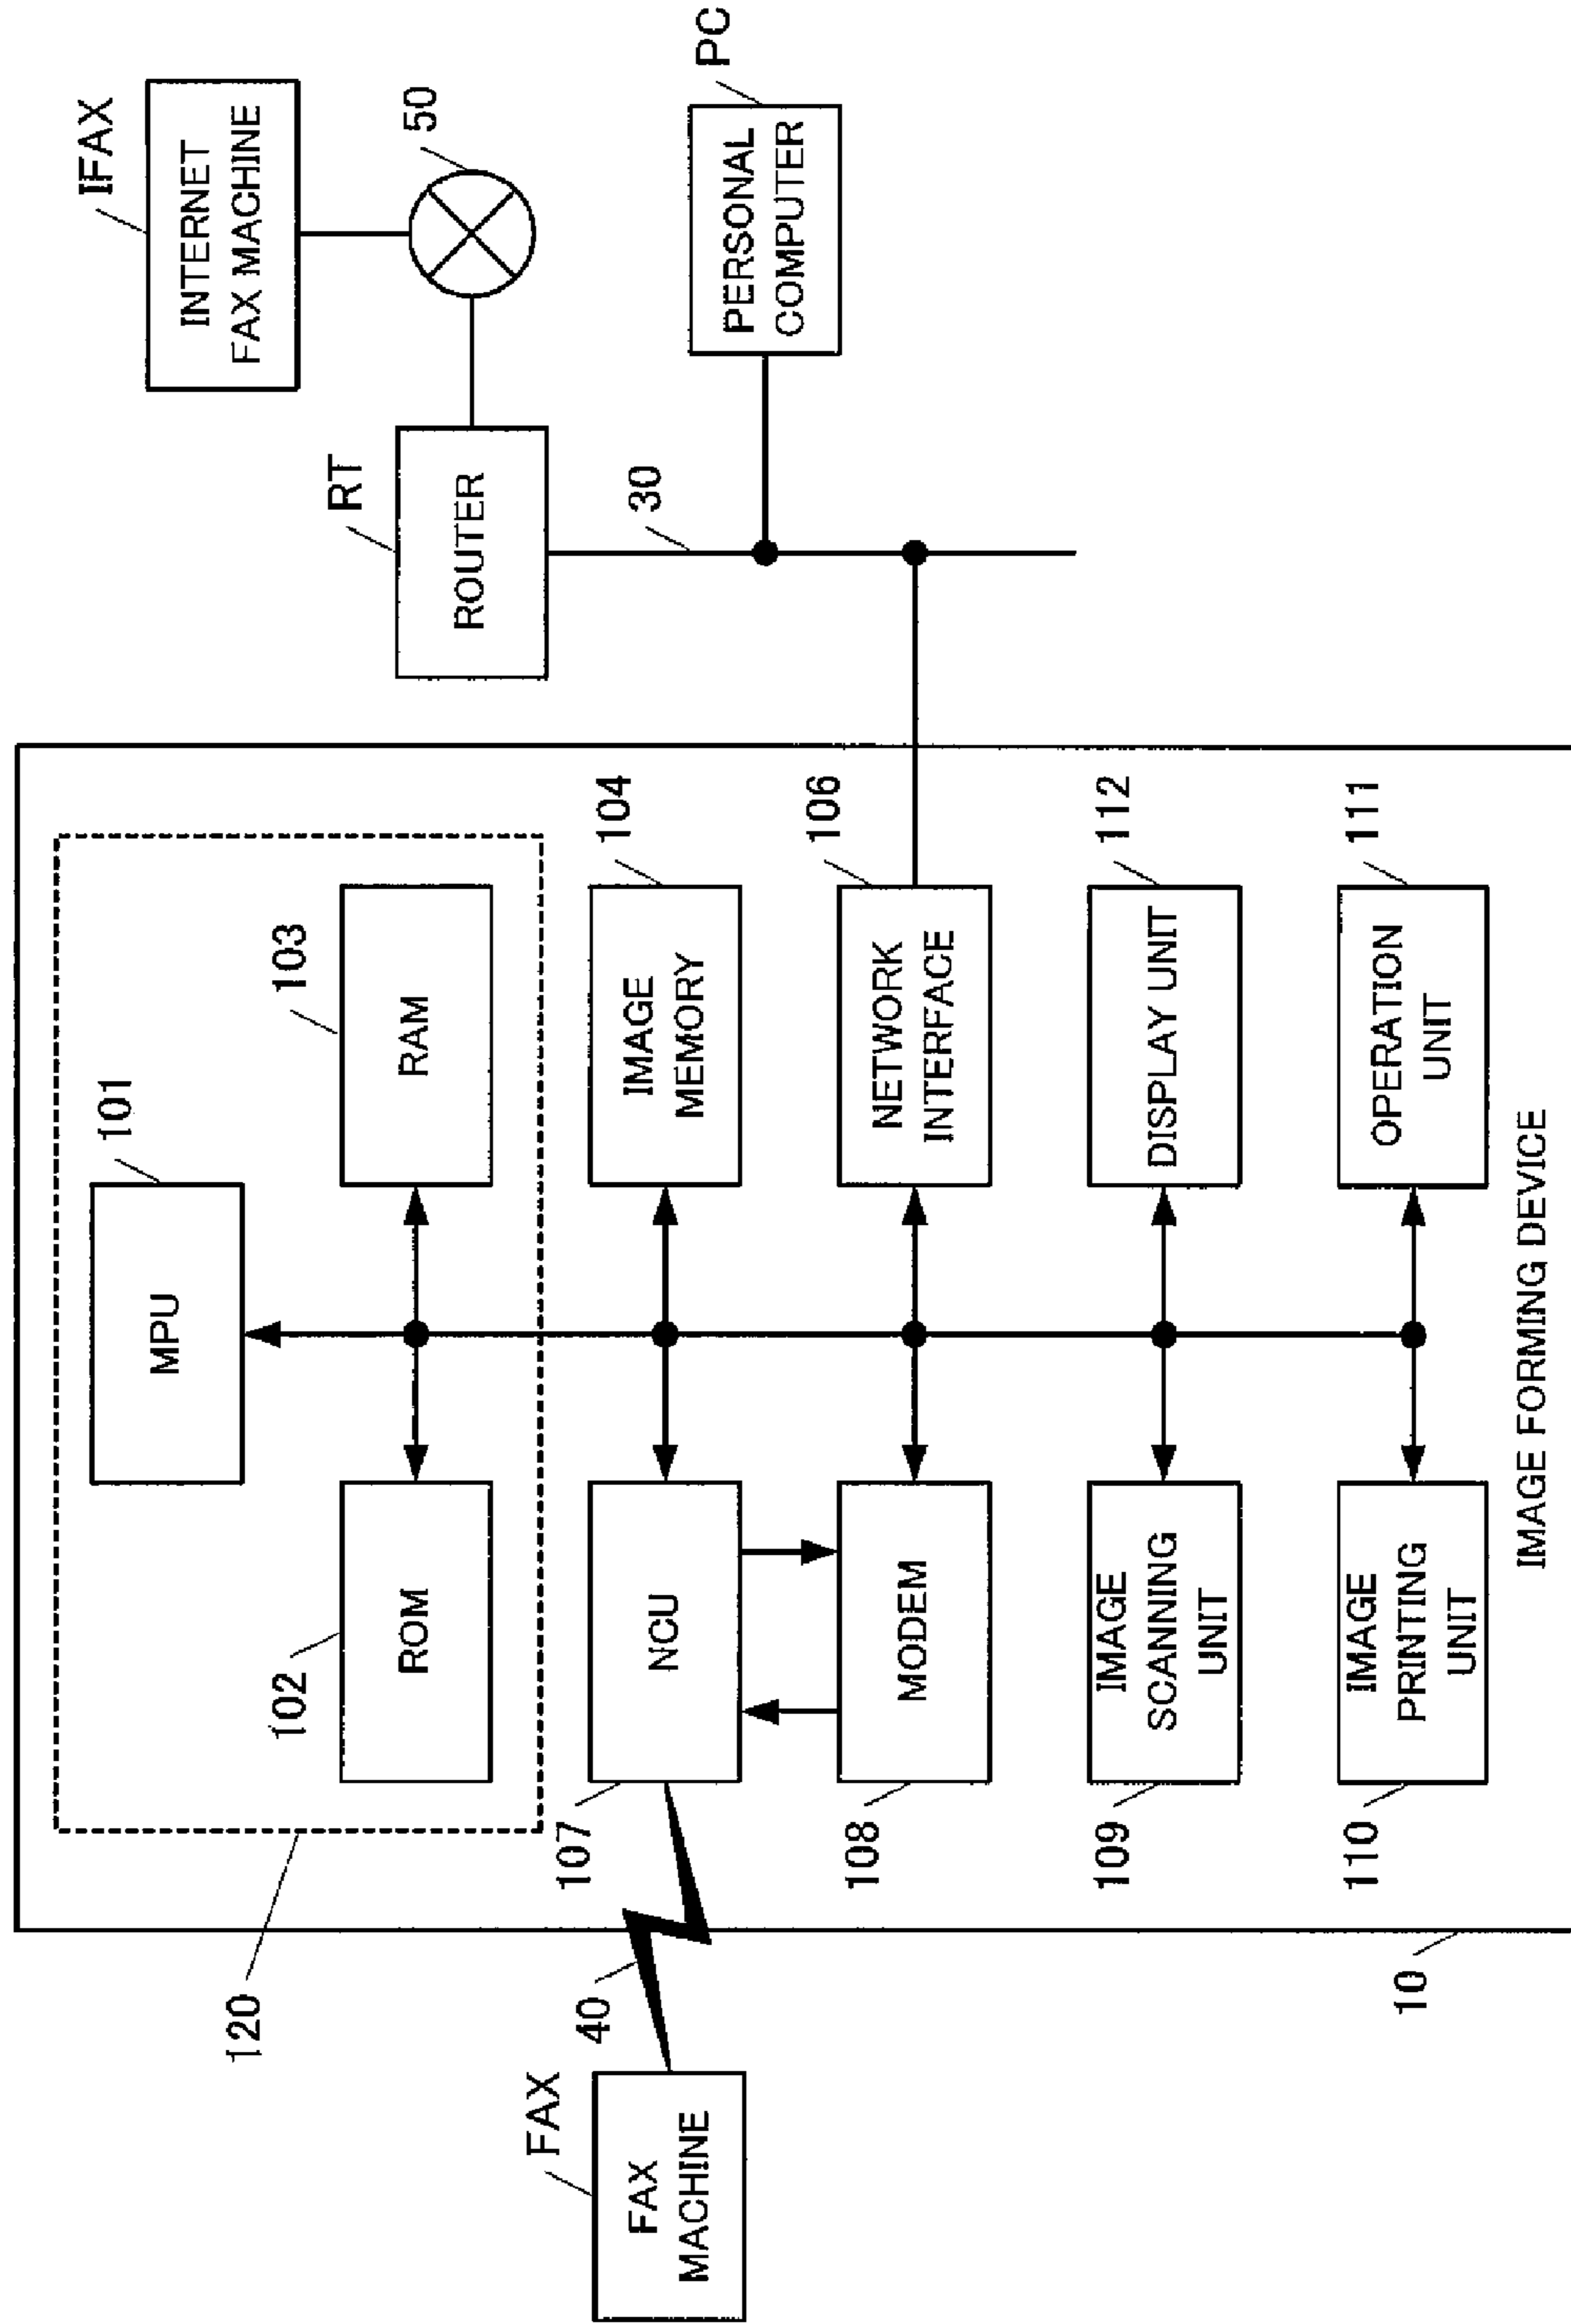 IFAX
INTERNET
FAX MACHINE
50
RT
ROUTER
30
PC
PERSONAL
COMPUTER
101
MPU
103
RAM
102
ROM
120
104
IMAGE
MEMORY
107
NCU
106
NETWORK
INTERFACE
108
MODEM
112
DISPLAY UNIT
109
IMAGE
SCANNING
UNIT
111
OPERATION
UNIT
110
IMAGE
PRINTING
UNIT
IMAGE FORMING DEVICE
10
40
FAX
FAX
MACHINE